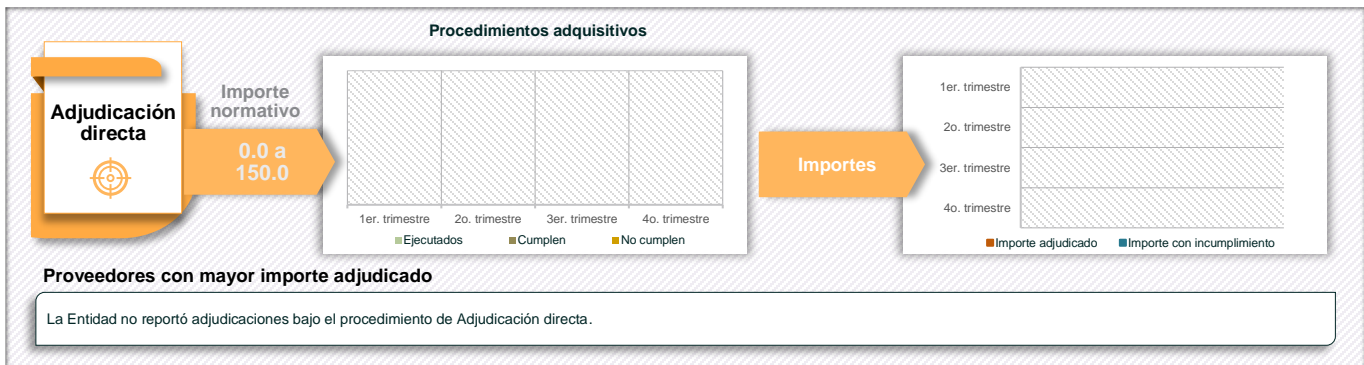 Procedimientos adquisitivos
Adjudicación
directa
Importe
normativo
0.0 a
150.0
1er. trimestre
2o. trimestre
3er. trimestre
4o. trimestre
Ejecutados
Cumplen
No cumplen
Importes
1er. trimestre
2o. trimestre
3er. trimestre
4o. trimestre
Importe adjudicado
Importe con incumplimiento
Proveedores con mayor importe adjudicado
La Entidad no reportó adjudicaciones bajo el procedimiento de Adjudicación directa.